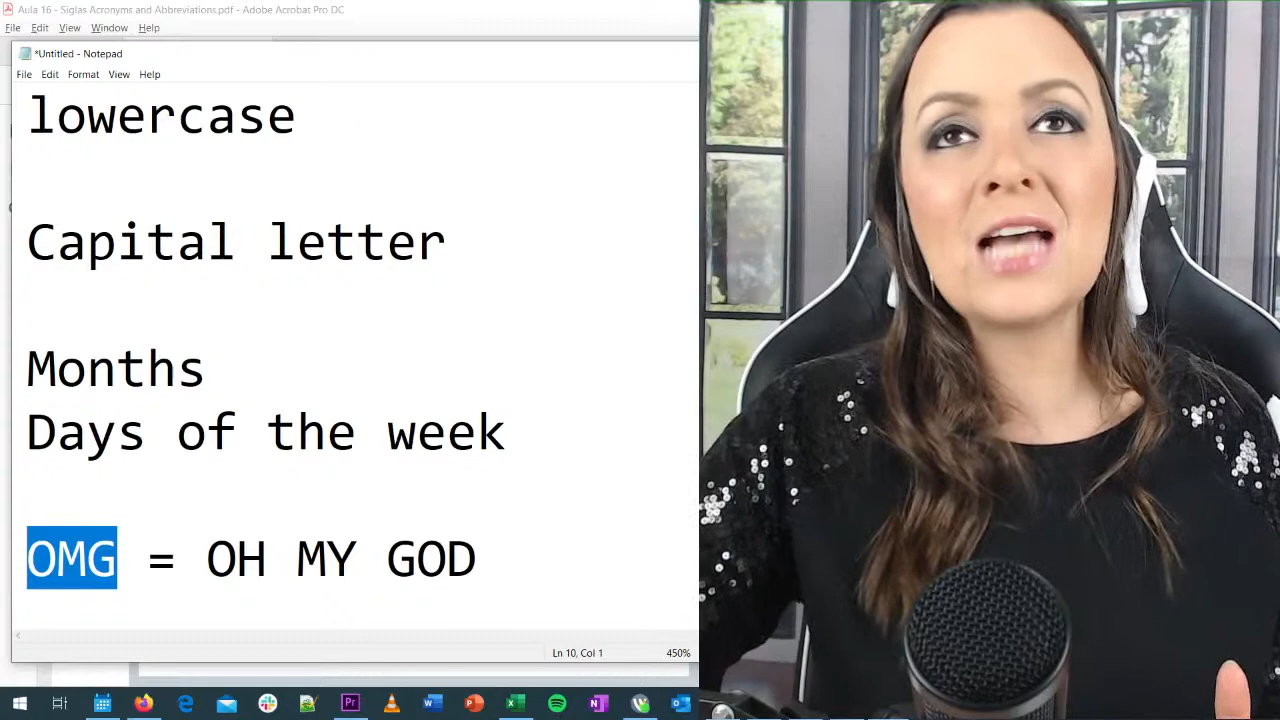 Aula 16 - Siglas Acronyms and Abbreviations.pdf - Adobe Acrobat Pro DC
File Edit View Window Help
*Untitled - Notepad
File Edit Format View Help
lowercase
Capital letter
Months
Days of the week
OMG = OH MY GOD
Ln 10, Col 1 450%